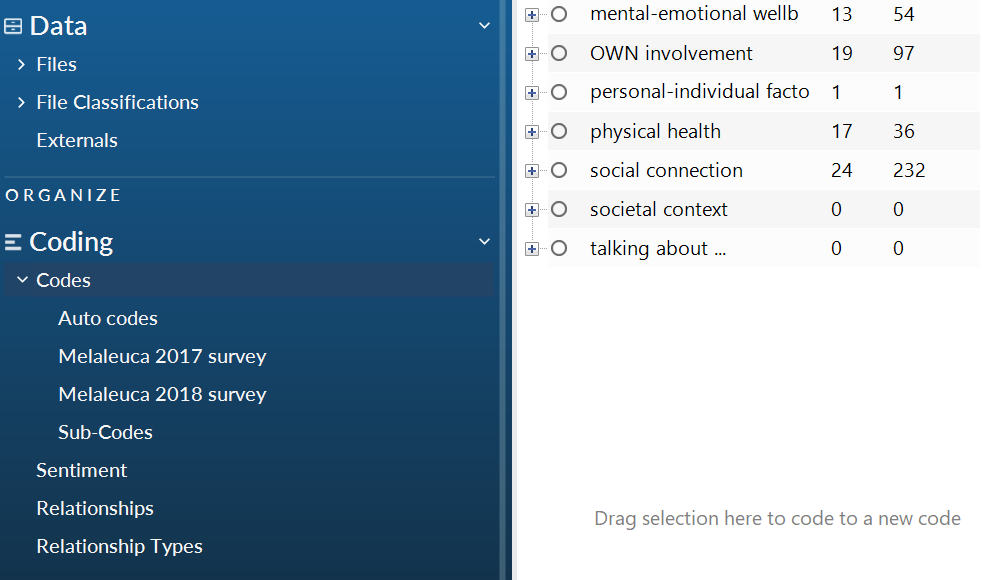 Data
Files
File Classifications
Externals
ORGANIZE
Coding
Codes
Auto codes
Melaleuca 2017 survey
Melaleuca 2018 survey
Sub-Codes
Sentiment
Relationships
Relationship Types
mental-emotional wellb 13 54
OWN involvement 19 97
personal-individual facto 1 1
physical health 17 36
social connection 24 232
societal context 0 0
talking about ... 0 0
Drag selection here to code to a new code